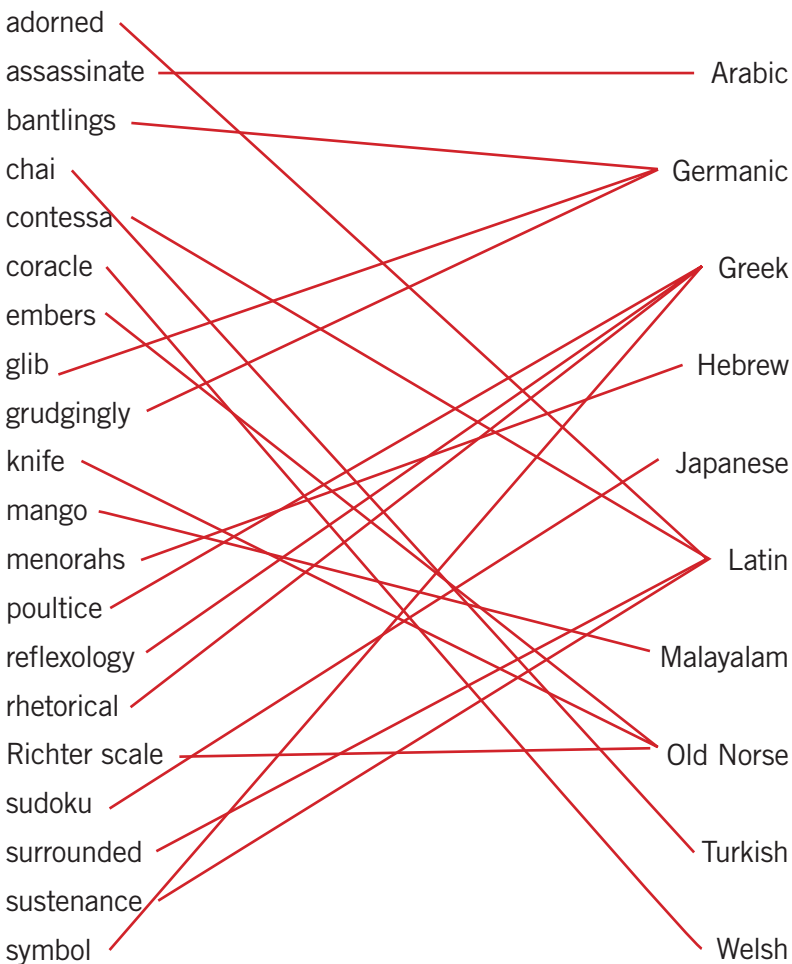 adorned
assassinate
bantlings
chai
contessa
coracle
embers
glib
grudgingly
knife
mango
menorahs
poultice
reflexology
rhetorical
Richter scale
sudoku
surrounded
sustenance
symbol
Arabic
Germanic
Greek
Hebrew
Japanese
Latin
Malayalam
Old Norse
Turkish
Welsh